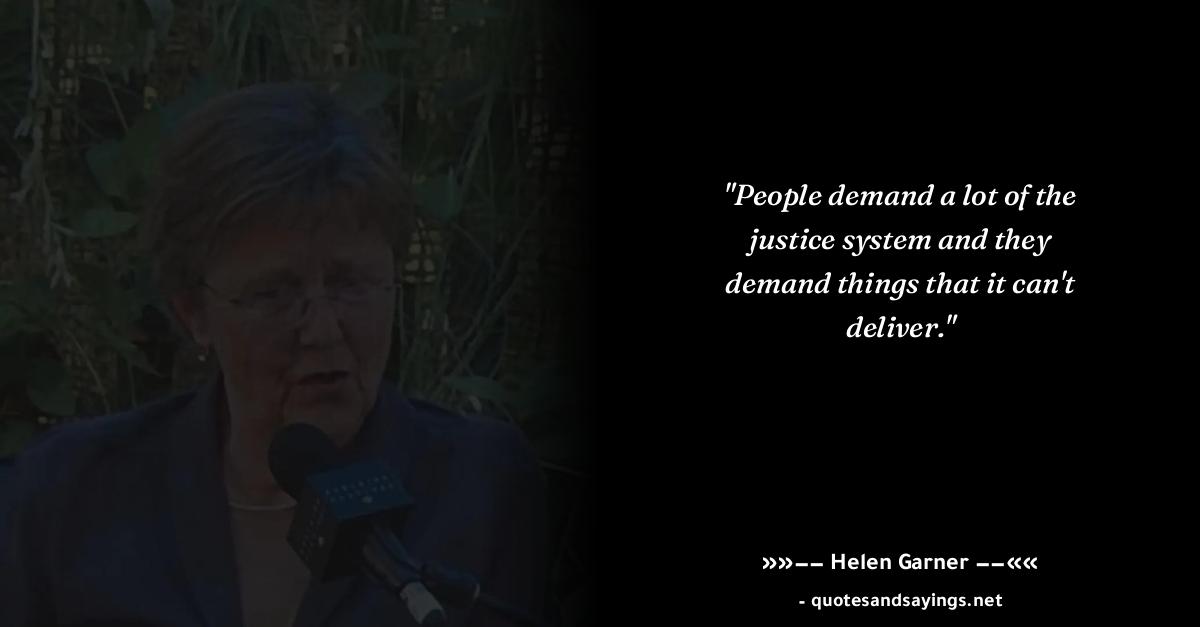 "People demand a lot of the
justice system and they
demand things that it can't
deliver."
»»–– Helen Garner ––««
- quotesandsayings.net